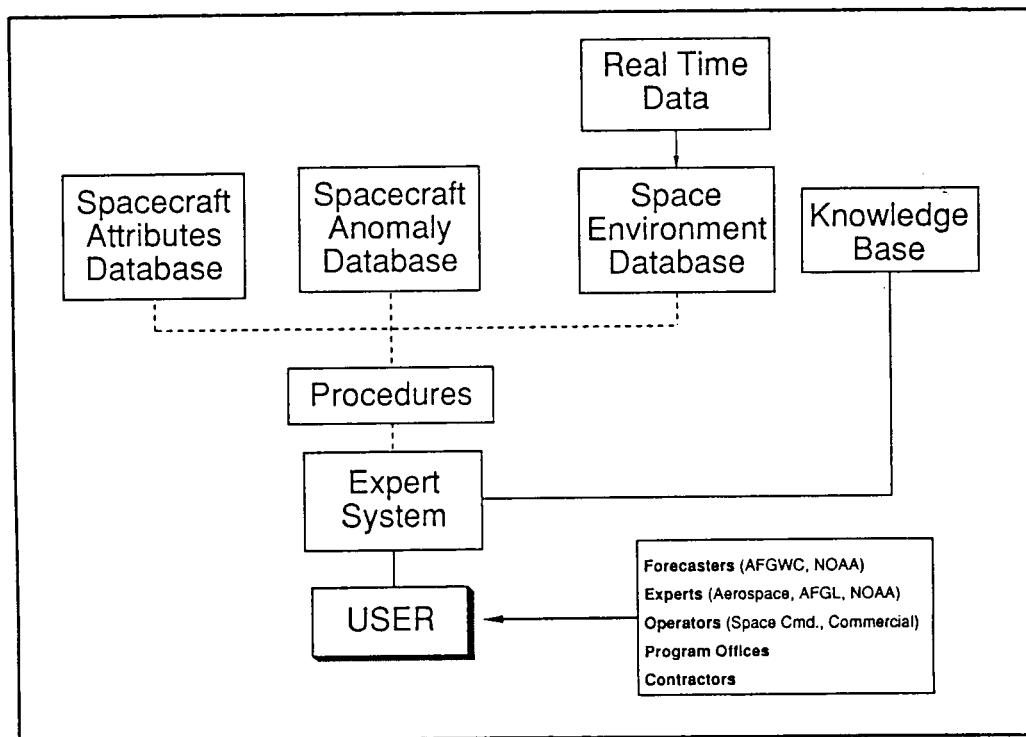 Real Time
Data
Spacecraft
Attributes
Database
Spacecraft
Anomaly
Database
Space
Environment
Database
Knowledge
Base
Procedures
Expert
System
USER
Forecasters (AFGWC, NOAA)
Experts (Aerospace, AFGL, NOAA)
Operators (Space Cmd., Commercial)
Program Offices
Contractors